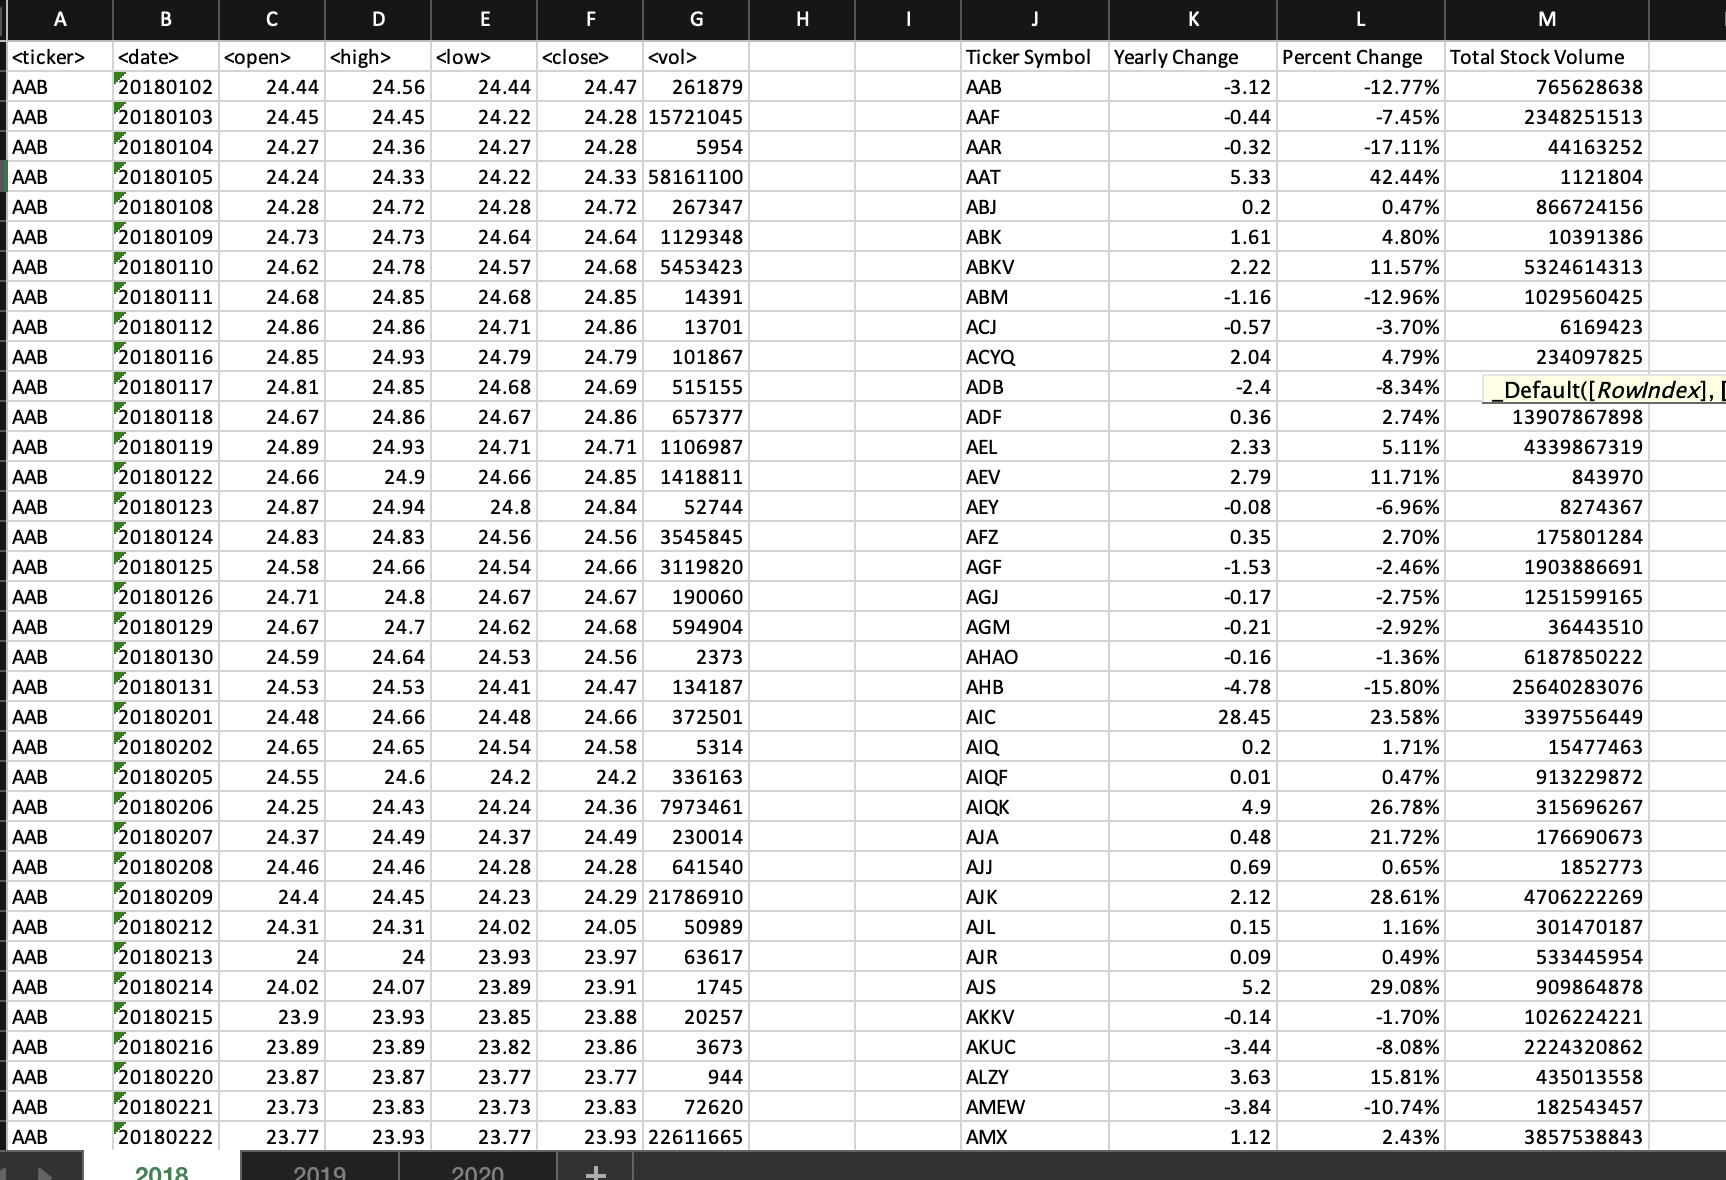 A B C D E F G H I J K L M
<ticker> <date> <open> <high> <low> <close> <vol> Ticker Symbol Yearly Change Percent Change Total Stock Volume
AAB 20180102 24.44 24.56 24.44 24.47 261879 AAB -3.12 -12.77% 765628638
AAB 20180103 24.45 24.45 24.22 24.28 15721045 AAF -0.44 -7.45% 2348251513
AAB 20180104 24.27 24.36 24.27 24.28 5954 AAR -0.32 -17.11% 44163252
AAB 20180105 24.24 24.33 24.22 24.33 58161100 AAT 5.33 42.44% 1121804
AAB 20180108 24.28 24.72 24.28 24.72 267347 ABJ 0.2 0.47% 866724156
AAB 20180109 24.73 24.73 24.64 24.64 1129348 ABK 1.61 4.80% 10391386
AAB 20180110 24.62 24.78 24.57 24.68 5453423 ABKV 2.22 11.57% 5324614313
AAB 20180111 24.68 24.85 24.68 24.85 14391 ABM -1.16 -12.96% 1029560425
AAB 20180112 24.86 24.86 24.71 24.86 13701 ACJ -0.57 -3.70% 6169423
AAB 20180116 24.85 24.93 24.79 24.79 101867 ACYQ 2.04 4.79% 234097825
AAB 20180117 24.81 24.85 24.68 24.69 515155 ADB -2.4 -8.34% _Default([RowIndex], [
AAB 20180118 24.67 24.86 24.67 24.86 657377 ADF 0.36 2.74% 13907867898
AAB 20180119 24.89 24.93 24.71 24.71 1106987 AEL 2.33 5.11% 4339867319
AAB 20180122 24.66 24.9 24.66 24.85 1418811 AEV 2.79 11.71% 843970
AAB 20180123 24.87 24.94 24.8 24.84 52744 AEY -0.08 -6.96% 8274367
AAB 20180124 24.83 24.83 24.56 24.56 3545845 AFZ 0.35 2.70% 175801284
AAB 20180125 24.58 24.66 24.54 24.66 3119820 AGF -1.53 -2.46% 1903886691
AAB 20180126 24.71 24.8 24.67 24.67 190060 AGJ -0.17 -2.75% 1251599165
AAB 20180129 24.67 24.7 24.62 24.68 594904 AGM -0.21 -2.92% 36443510
AAB 20180130 24.59 24.64 24.53 24.56 2373 AHAO -0.16 -1.36% 6187850222
AAB 20180131 24.53 24.53 24.41 24.47 134187 AHB -4.78 -15.80% 25640283076
AAB 20180201 24.48 24.66 24.48 24.66 372501 AIC 28.45 23.58% 3397556449
AAB 20180202 24.65 24.65 24.54 24.58 5314 AIQ 0.2 1.71% 15477463
AAB 20180205 24.55 24.6 24.2 24.2 336163 AIQF 0.01 0.47% 913229872
AAB 20180206 24.25 24.43 24.24 24.36 7973461 AIQK 4.9 26.78% 315696267
AAB 20180207 24.37 24.49 24.37 24.49 230014 AJA 0.48 21.72% 176690673
AAB 20180208 24.46 24.46 24.28 24.28 641540 AJJ 0.69 0.65% 1852773
AAB 20180209 24.4 24.45 24.23 24.29 21786910 AJK 2.12 28.61% 4706222269
AAB 20180212 24.31 24.31 24.02 24.05 50989 AJL 0.15 1.16% 301470187
AAB 20180213 24 24 23.93 23.97 63617 AJR 0.09 0.49% 533445954
AAB 20180214 24.02 24.07 23.89 23.91 1745 AJS 5.2 29.08% 909864878
AAB 20180215 23.9 23.93 23.85 23.88 20257 AKKV -0.14 -1.70% 1026224221
AAB 20180216 23.89 23.89 23.82 23.86 3673 AKUC -3.44 -8.08% 2224320862
AAB 20180220 23.87 23.87 23.77 23.77 944 ALZY 3.63 15.81% 435013558
AAB 20180221 23.73 23.83 23.73 23.83 72620 AMEW -3.84 -10.74% 182543457
AAB 20180222 23.77 23.93 23.77 23.93 22611665 AMX 1.12 2.43% 3857538843
2018 2019 2020 +